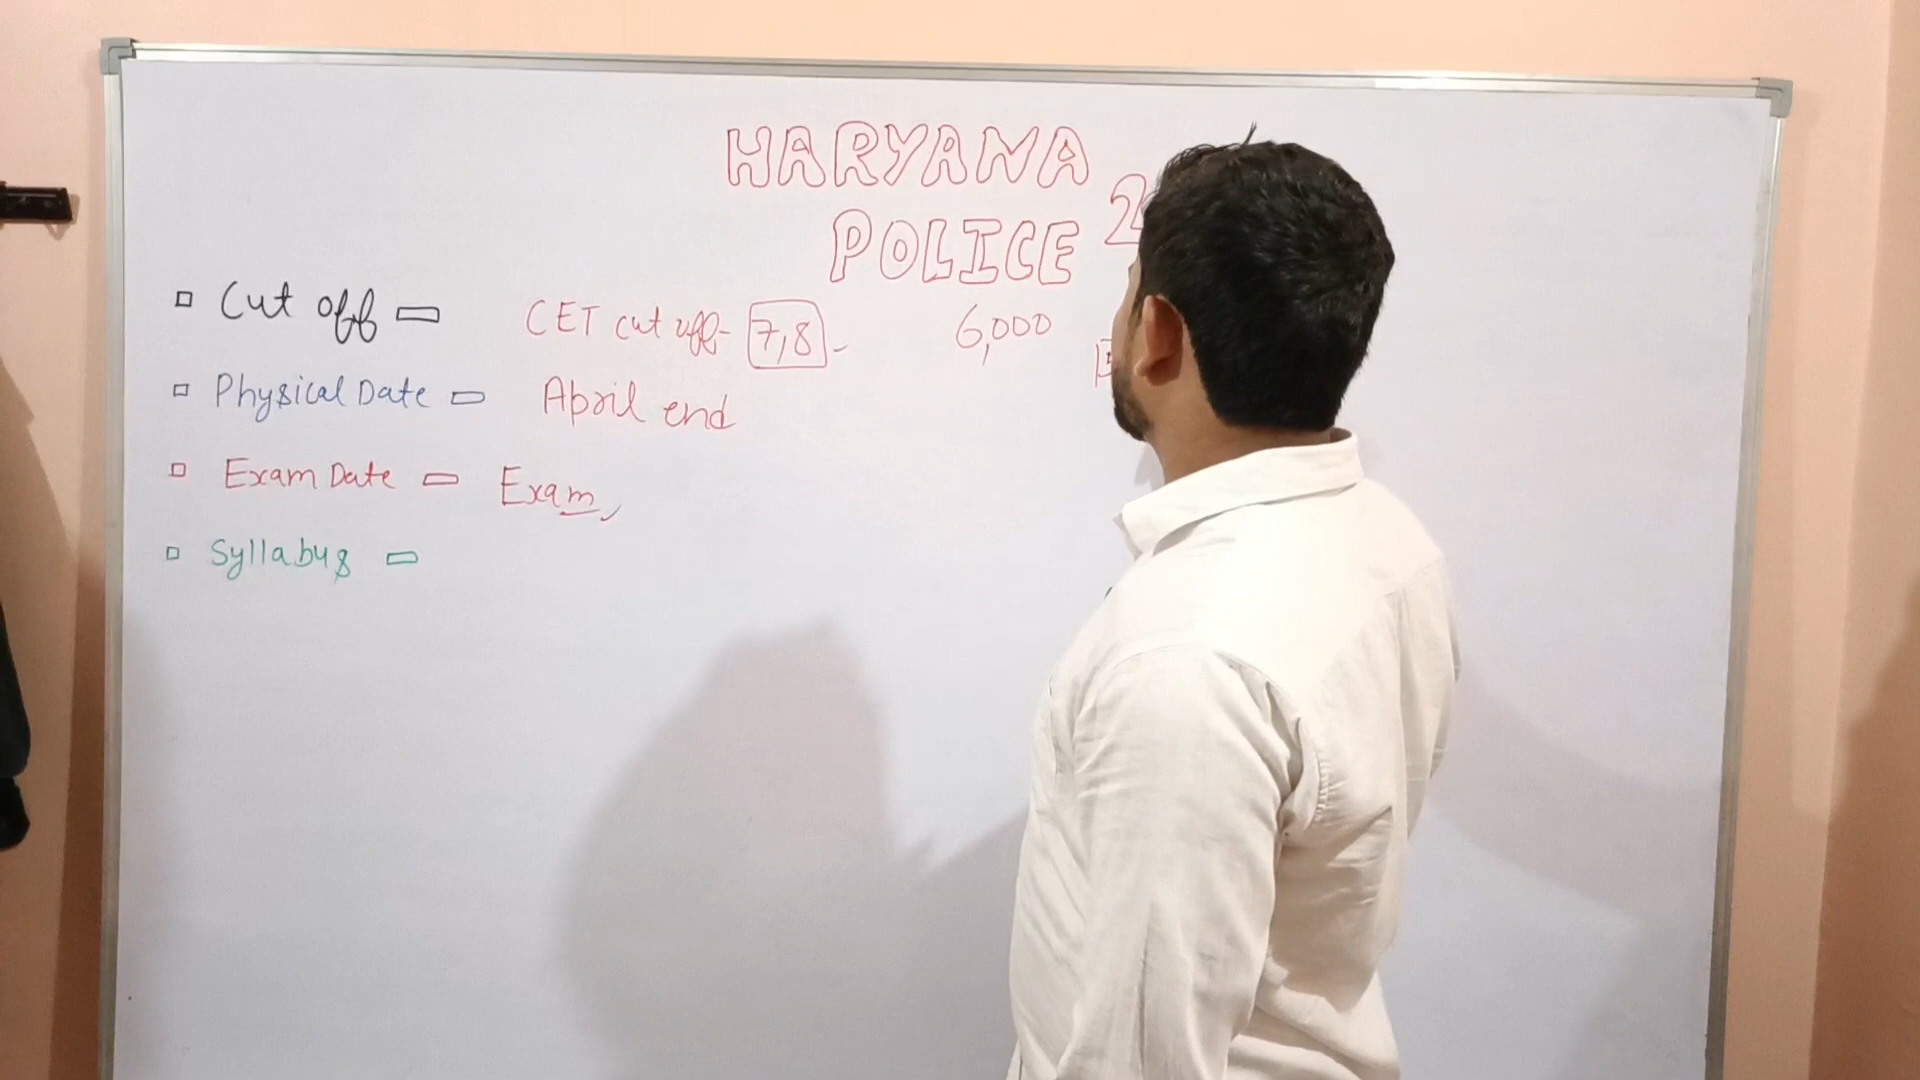 HARYANA
POLICE 2
Cut off - CET cut off - 7,8 - 6,000
Physical Date - April end
Exam Date - Exam,
Syllabus -